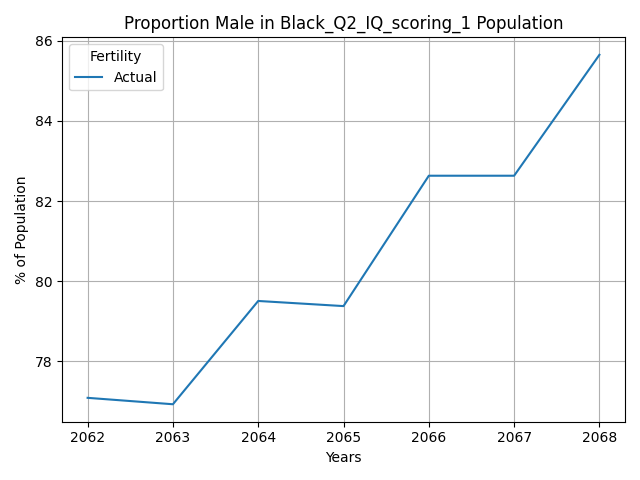 Proportion Male in Black_Q2_IQ_scoring_1 Population
Fertility
Actual
% of Population
86
84
82
80
78
2062 2063 2064 2065 2066 2067 2068
Years